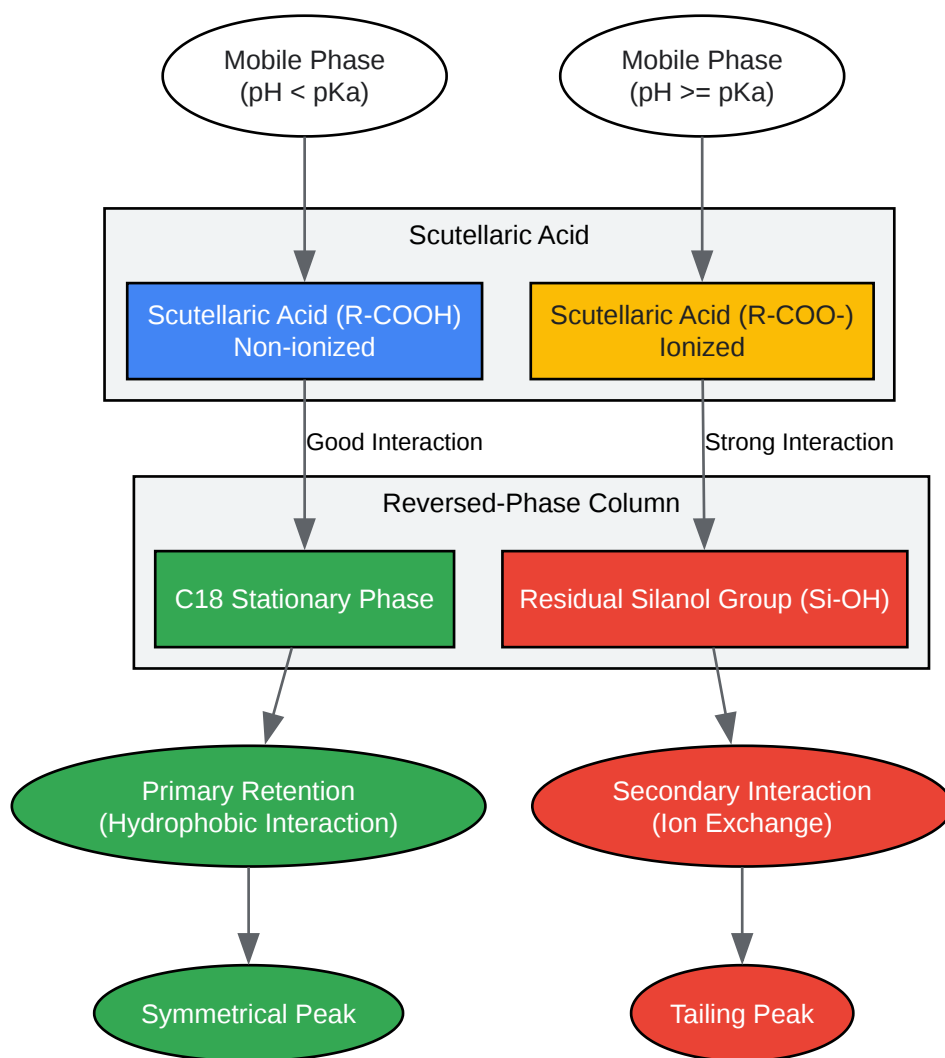 Mobile Phase
(pH < pKa)
Mobile Phase
(pH >= pKa)
Scutellaric Acid
Scutellaric Acid (R-COOH)
Non-ionized
Scutellaric Acid (R-COO-)
Ionized
Good Interaction
Strong Interaction
Reversed-Phase Column
C18 Stationary Phase
Residual Silanol Group (Si-OH)
Primary Retention
(Hydrophobic Interaction)
Secondary Interaction
(Ion Exchange)
Symmetrical Peak
Tailing Peak